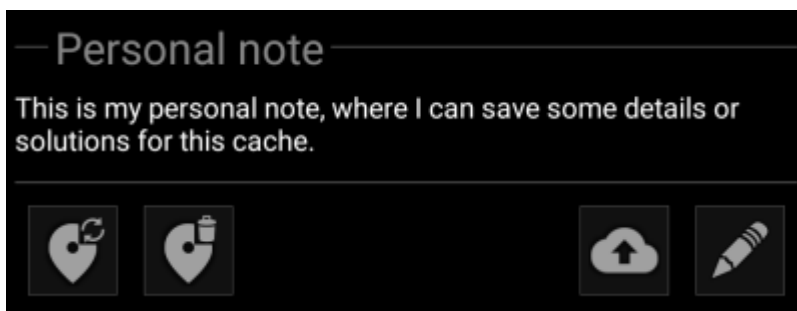 Personal note
This is my personal note, where I can save some details or
solutions for this cache.